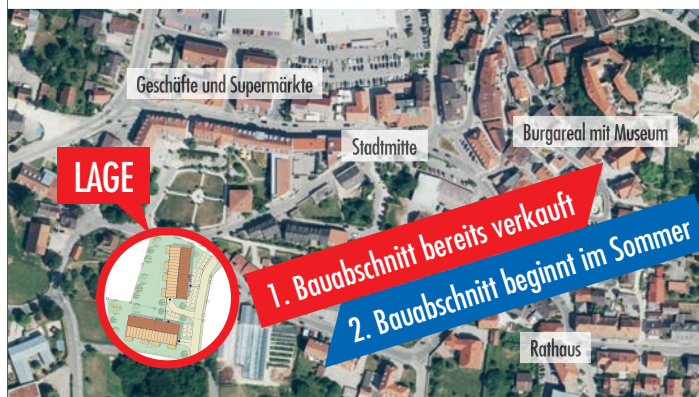 Geschäfte und Supermärkte
Stadtmitte
Burgareal mit Museum
LAGE
1. Bauabschnitt bereits verkauft
2. Bauabschnitt beginnt im Sommer
Rathaus